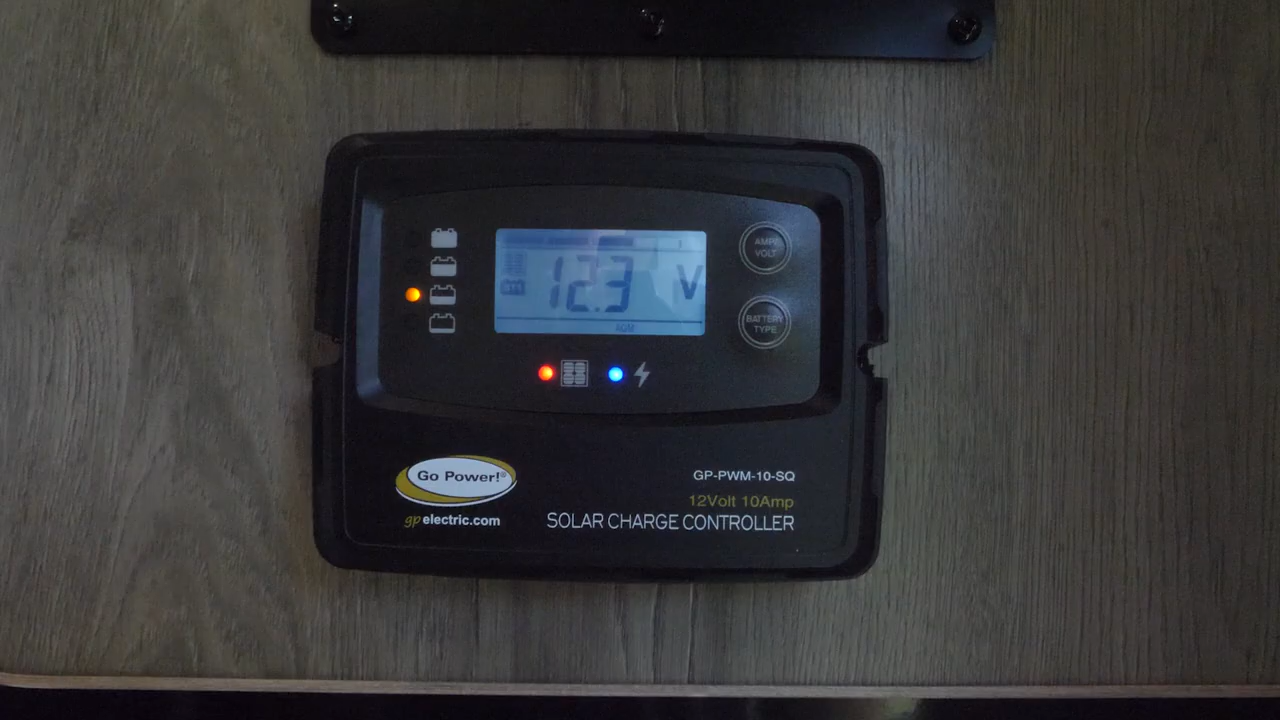 12.3 V
AGM
AMP/
VOLT
BATTERY
TYPE
Go Power!®
gpelectric.com
GP-PWM-10-SQ
12Volt 10Amp
SOLAR CHARGE CONTROLLER